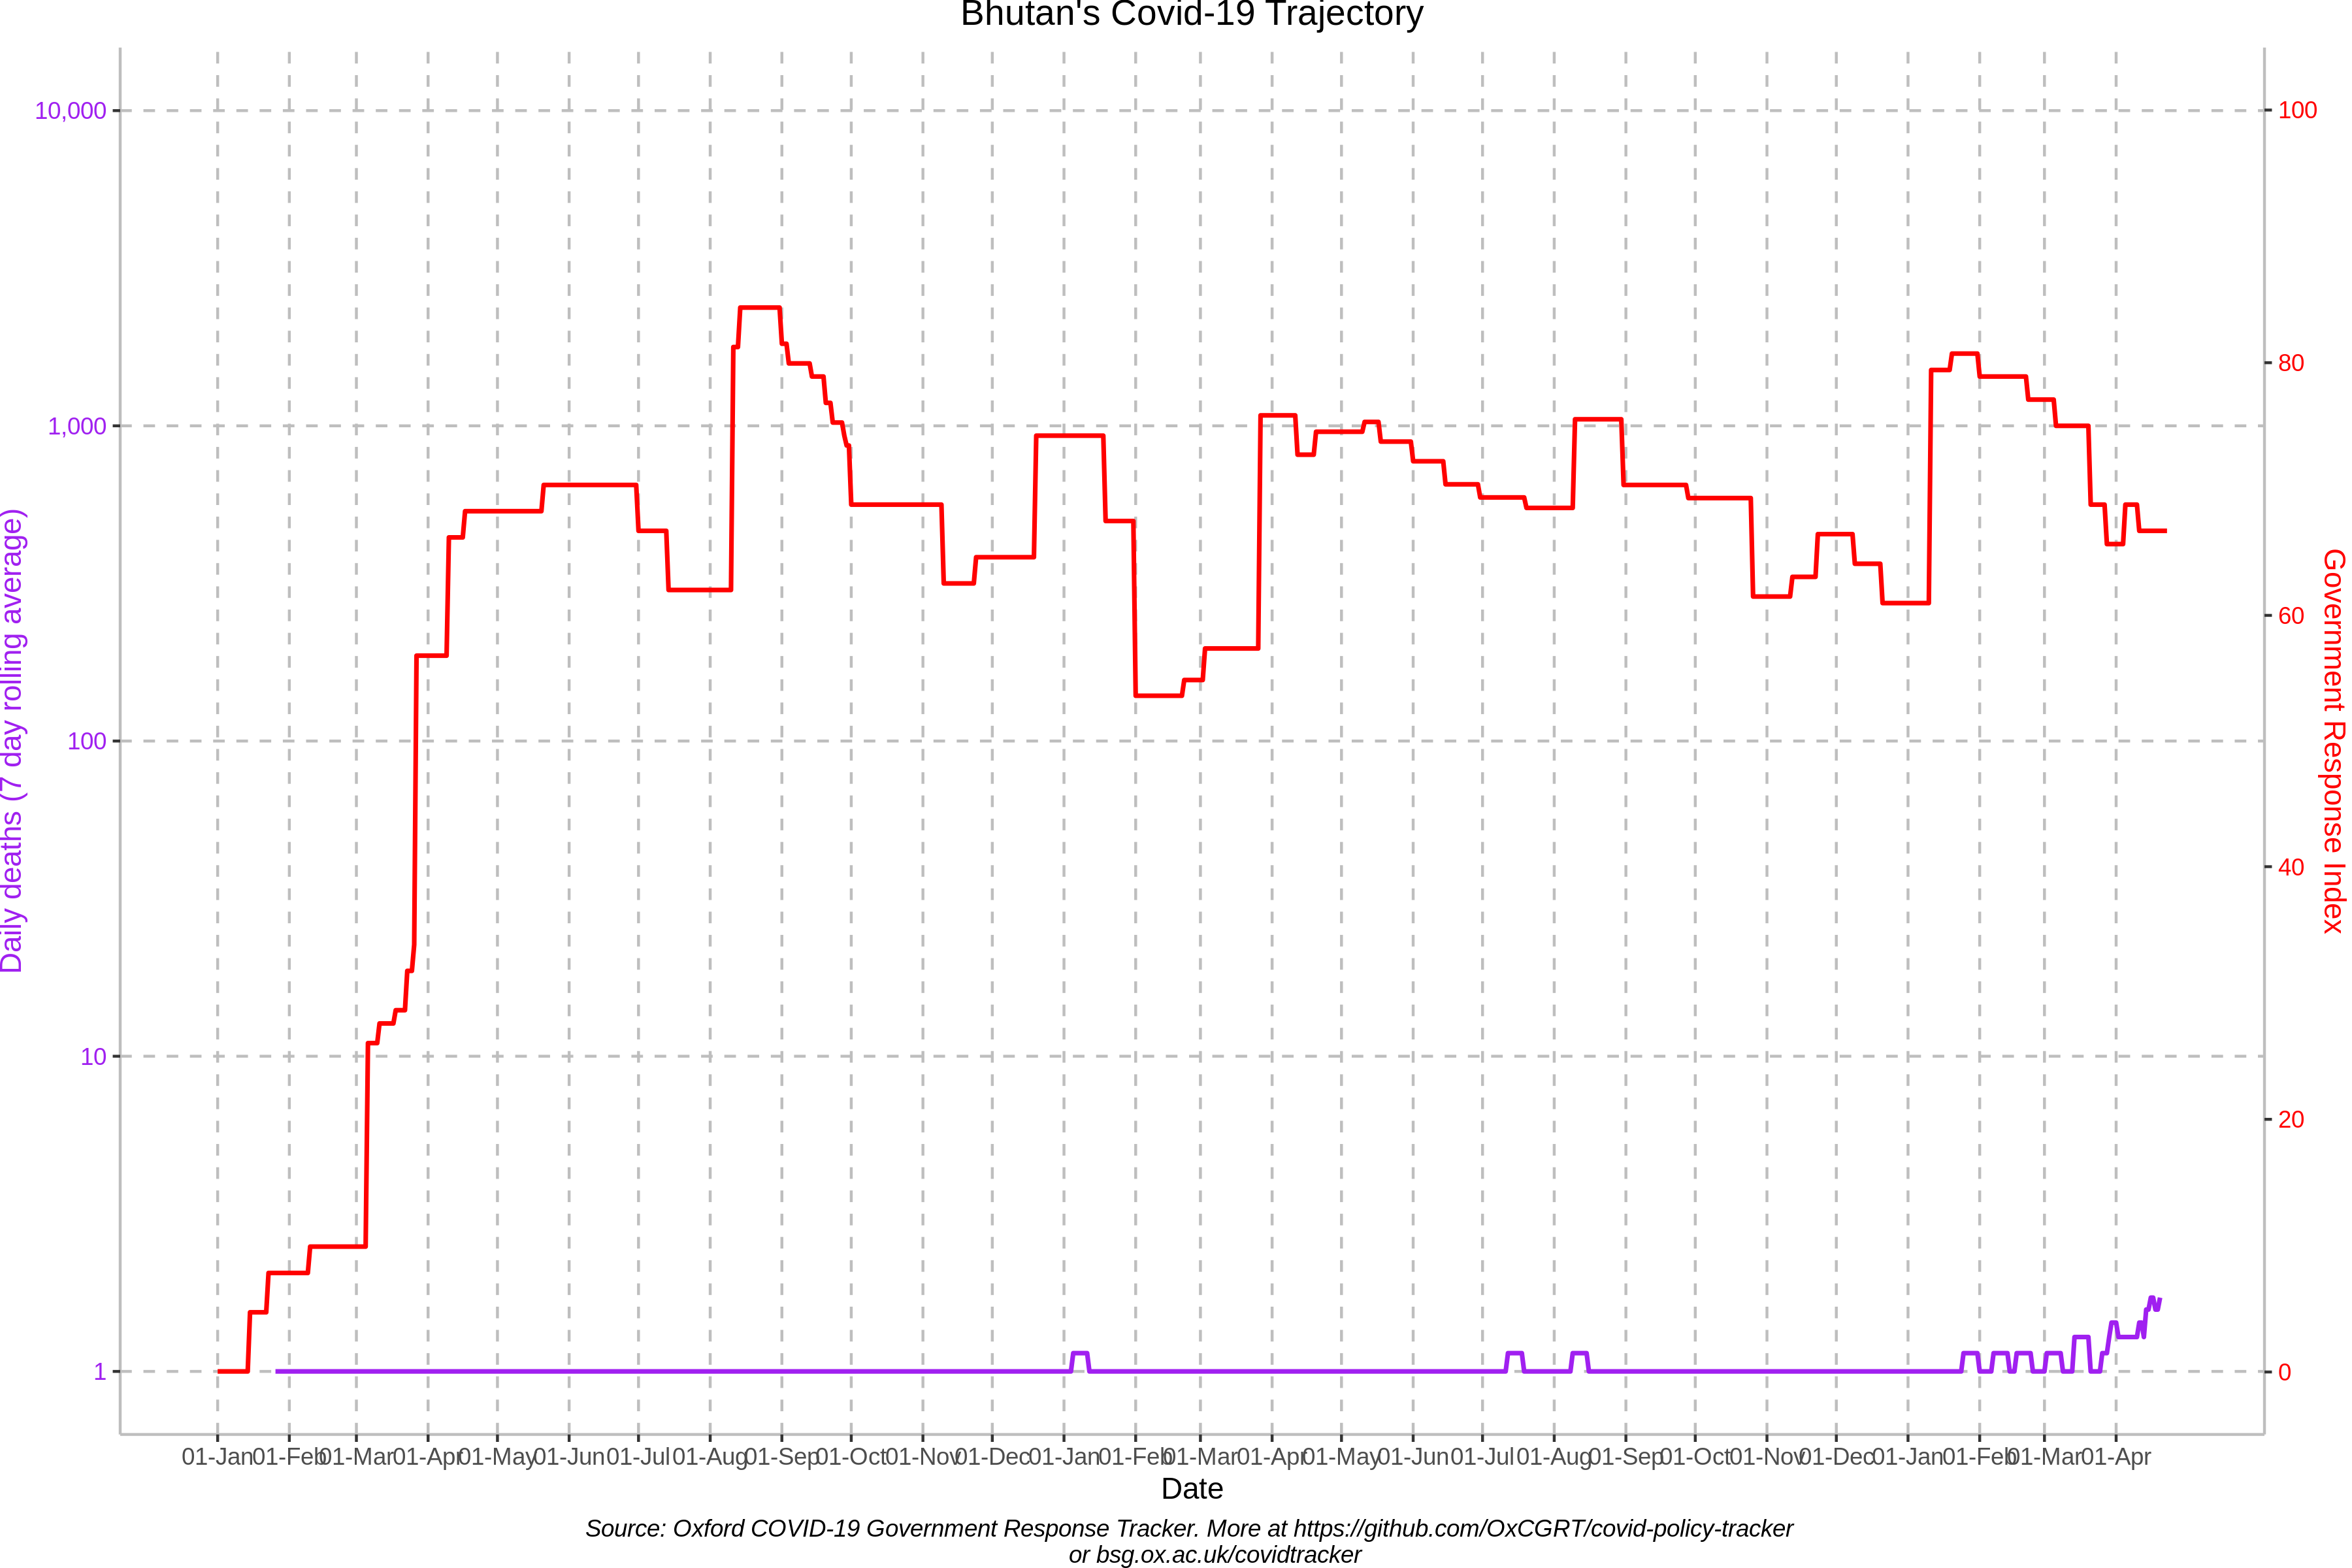 Bhutan's Covid-19 Trajectory
10,000
1,000
100
10
1
Daily deaths (7 day rolling average)
100
80
60
40
20
0
Government Response Index
01-Jan 01-Feb 01-Mar 01-Apr 01-May 01-Jun 01-Jul 01-Aug 01-Sep 01-Oct 01-Nov 01-Dec 01-Jan 01-Feb 01-Mar 01-Apr 01-May 01-Jun 01-Jul 01-Aug 01-Sep 01-Oct 01-Nov 01-Dec 01-Jan 01-Feb 01-Mar 01-Apr
Date
Source: Oxford COVID-19 Government Response Tracker. More at https://github.com/OxCGRT/covid-policy-tracker
or bsg.ox.ac.uk/covidtracker